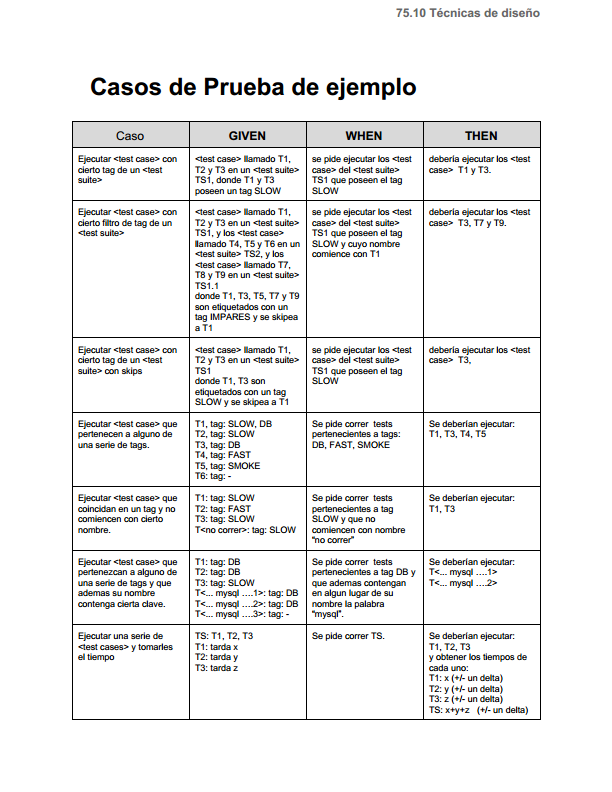 75.10 Técnicas de diseño
Casos de Prueba de ejemplo
Caso
GIVEN
WHEN
THEN
Ejecutar <test case> con
cierto tag de un <test
suite>
<test case> llamado T1,
T2 y T3 en un <test suite>
TS1, donde T1 y T3
poseen un tag SLOW
se pide ejecutar los <test
case> del <test suite>
TS1 que poseen el tag
SLOW
debería ejecutar los <test
case> T1 y T3.
Ejecutar <test case> con
cierto filtro de tag de un
<test suite>
<test case> llamado T1,
T2 y T3 en un <test suite>
TS1, y los <test case>
llamado T4, T5 y T6 en un
<test suite> TS2, y los
<test case> llamado T7,
T8 y T9 en un <test suite>
TS1.1
donde T1, T3, T5, T7 y T9
son etiquetados con un
tag IMPARES y se skipea
a T1
se pide ejecutar los <test
case> del <test suite>
TS1 que poseen el tag
SLOW y cuyo nombre
comience con T1
debería ejecutar los <test
case> T3, T7 y T9.
Ejecutar <test case> con
cierto tag de un <test
suite> con skips
<test case> llamado T1,
T2 y T3 en un <test suite>
TS1
donde T1, T3 son
etiquetados con un tag
SLOW y se skipea a T1
se pide ejecutar los <test
case> del <test suite>
TS1 que poseen el tag
SLOW
debería ejecutar los <test
case> T3,
Ejecutar <test case> que
pertenecen a alguno de
una serie de tags.
T1, tag: SLOW, DB
T2, tag: SLOW
T3, tag: DB
T4, tag: FAST
T5, tag: SMOKE
T6: tag: -
Se pide correr tests
pertenecientes a tags:
DB, FAST, SMOKE
Se deberían ejecutar:
T1, T3, T4, T5
Ejecutar <test case> que
coincidan en un tag y no
comiencen con cierto
nombre.
T1: tag: SLOW
T2: tag: FAST
T3: tag: SLOW
T<no correr>: tag: SLOW
Se pide correr tests
pertenecientes a tag
SLOW y que no
comiencen con nombre
"no correr"
Se deberían ejecutar:
T1, T3
Ejecutar <test case> que
pertenezcan a alguno de
una serie de tags y que
ademas su nombre
contenga cierta clave.
T1: tag: DB
T2: tag: DB
T3: tag: SLOW
T<... mysql ....1>: tag: DB
T<... mysql ....2>: tag: DB
T<... mysql ....3>: tag: -
Se pide correr tests
pertenecientes a tag DB y
que ademas contengan
en algun lugar de su
nombre la palabra
"mysql".
Se deberían ejecutar:
T<... mysql ....1>
T<... mysql ....2>
Ejecutar una serie de
<test cases> y tomarles
el tiempo
TS: T1, T2, T3
T1: tarda x
T2: tarda y
T3: tarda z
Se pide correr TS.
Se deberían ejecutar:
T1, T2, T3
y obtener los tiempos de
cada uno:
T1: x (+/- un delta)
T2: y (+/- un delta)
T3: z (+/- un delta)
TS: x+y+z (+/- un delta)